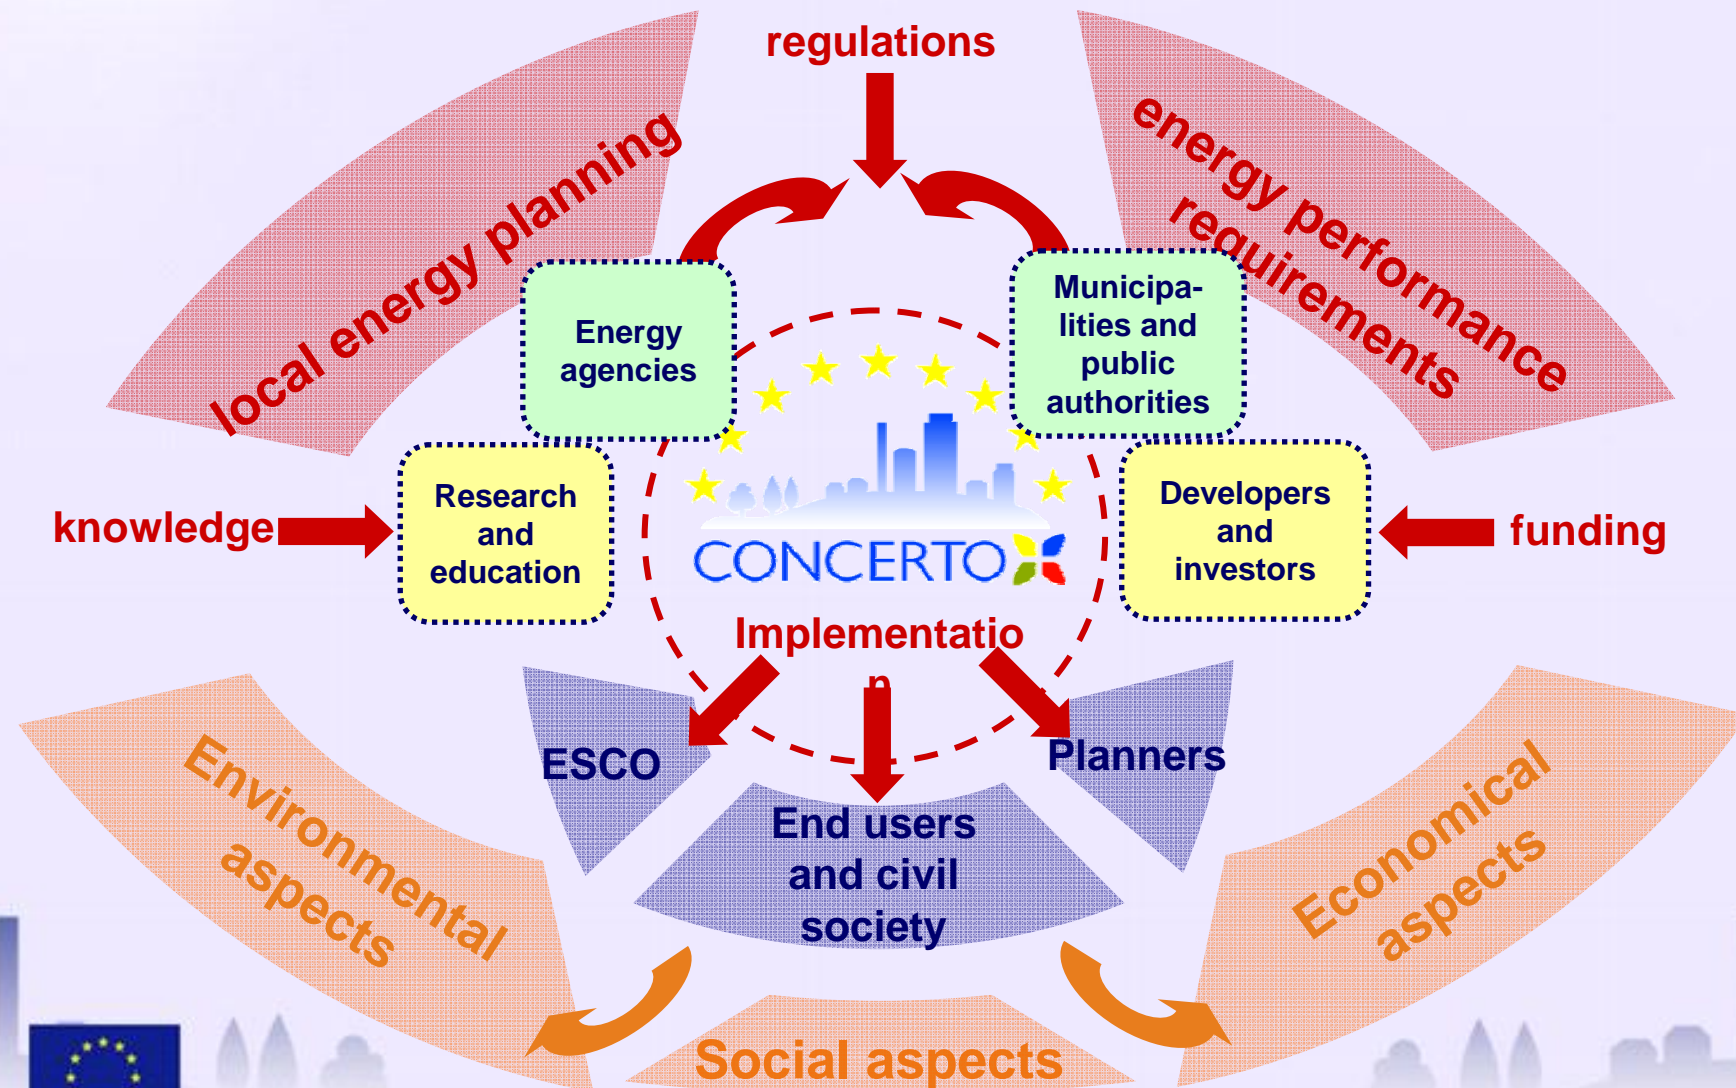 regulations
local energy planning
energy performance
requirements
Energy
agencies
Municipa-
lities and
public
authorities
Research
and
education
Developers
and
investors
knowledge
funding
CONCERTO
Implementatio
n
ESCO
Planners
End users
and civil
society
Environmental
aspects
Economical
aspects
Social aspects